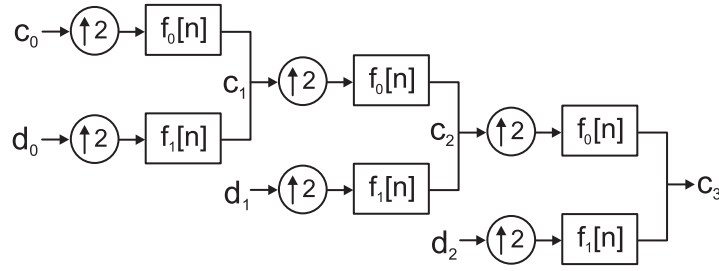 c₀ ↑2 f₀[n]
c₁ ↑2 f₀[n]
d₀ ↑2 f₁[n]
c₂ ↑2 f₀[n]
d₁ ↑2 f₁[n]
c₃
d₂ ↑2 f₁[n]